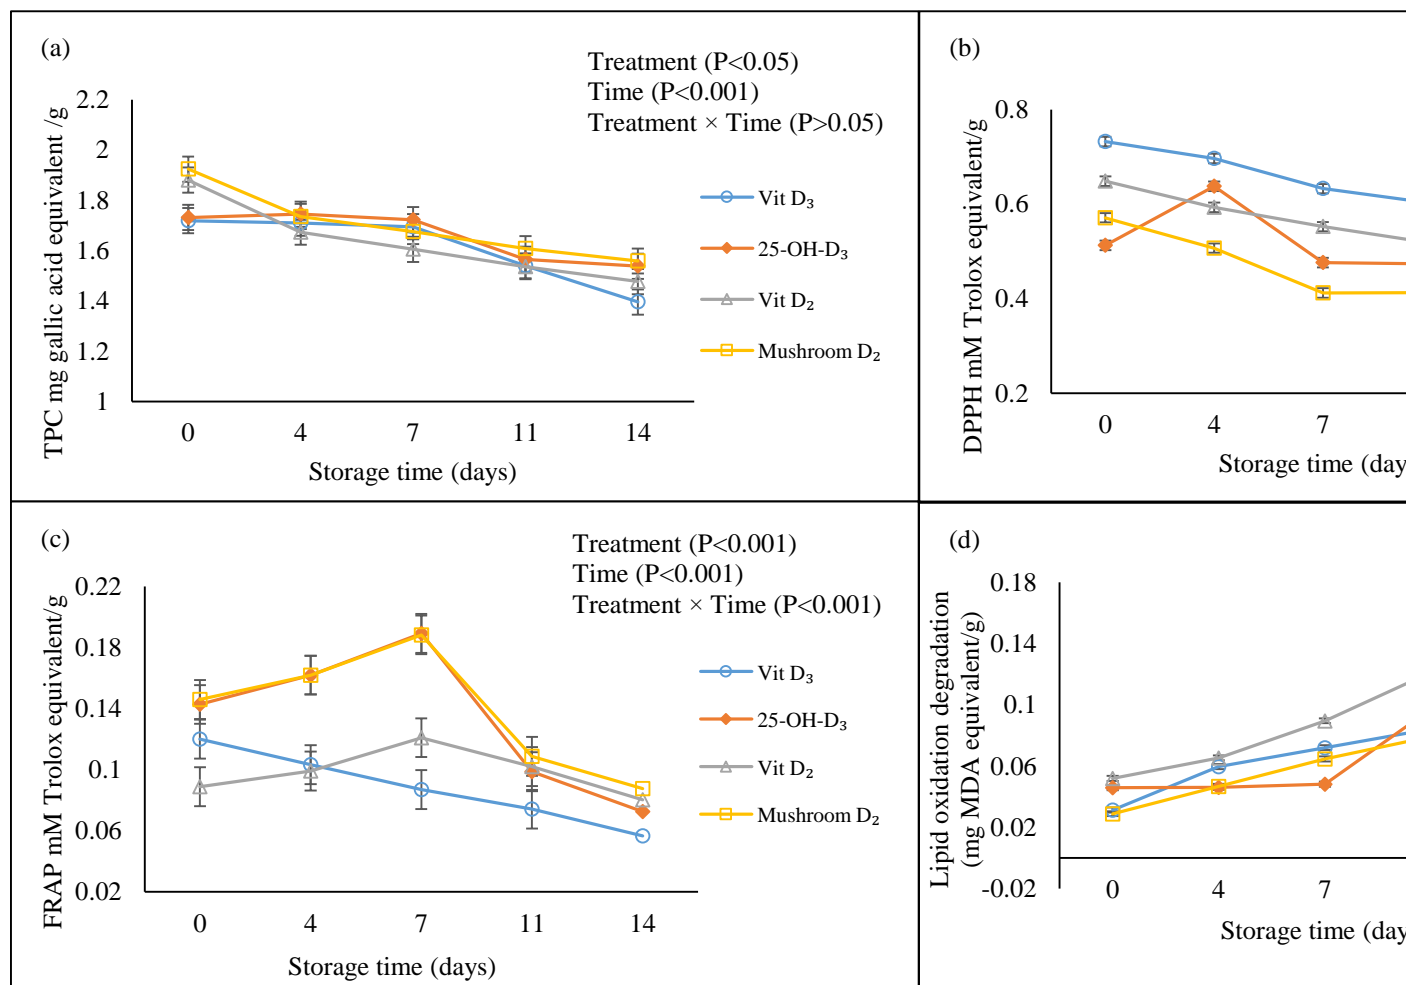 (a)
Treatment (P<0.05)
Time (P<0.001)
Treatment × Time (P>0.05)
TPC mg gallic acid equivalent /g
2.2
2
1.8
1.6
1.4
1.2
1
0 4 7 11 14
Storage time (days)
Vit D₃
25-OH-D₃
Vit D₂
Mushroom D₂
(b)
DPPH mM Trolox equivalent/g
0.8
0.6
0.4
0.2
0 4 7
Storage time (day
(c)
Treatment (P<0.001)
Time (P<0.001)
Treatment × Time (P<0.001)
FRAP mM Trolox equivalent/g
0.22
0.18
0.14
0.1
0.06
0.02
0 4 7 11 14
Storage time (days)
Vit D₃
25-OH-D₃
Vit D₂
Mushroom D₂
(d)
Lipid oxidation degradation
(mg MDA equivalent/g)
0.18
0.14
0.1
0.06
0.02
-0.02
0 4 7
Storage time (day